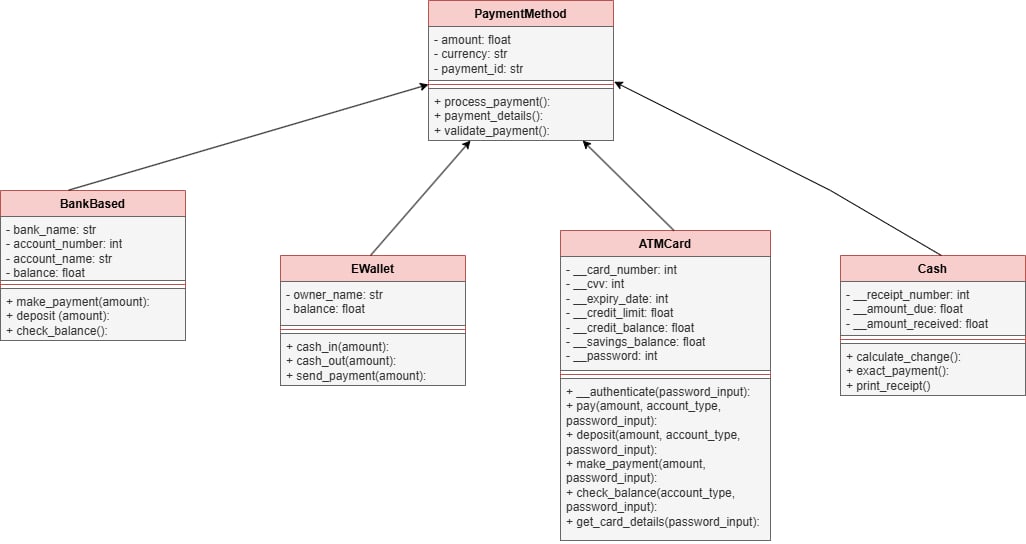 PaymentMethod
- amount: float
- currency: str
- payment_id: str
+ process_payment():
+ payment_details():
+ validate_payment():
BankBased
- bank_name: str
- account_number: int
- account_name: str
- balance: float
+ make_payment(amount):
+ deposit (amount):
+ check_balance():
EWallet
- owner_name: str
- balance: float
+ cash_in(amount):
+ cash_out(amount):
+ send_payment(amount):
ATMCard
- __card_number: int
- __cvv: int
- __expiry_date: int
- __credit_limit: float
- __credit_balance: float
- __savings_balance: float
- __password: int
+ __authenticate(password_input):
+ pay(amount, account_type,
password_input):
+ deposit(amount, account_type,
password_input):
+ make_payment(amount,
password_input):
+ check_balance(account_type,
password_input):
+ get_card_details(password_input):
Cash
- __receipt_number: int
- __amount_due: float
- __amount_received: float
+ calculate_change():
+ exact_payment():
+ print_receipt()